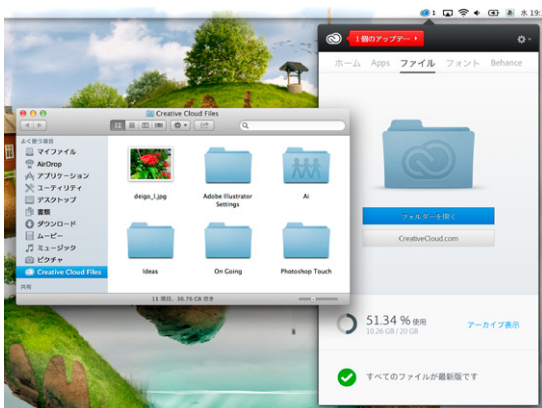 1
水 19:
1 個のアップデー
ホーム Apps ファイル フォント Behance
Creative Cloud Files
よく使う項目
マイファイル
AirDrop
アプリケーション
ユーティリティ
デスクトップ
書類
ダウンロード
ムービー
ミュージック
ピクチャ
Creative Cloud Files
共有
deigo_l.jpg
Adobe Illustrator
Settings
Ai
Ideas
On Going
Photoshop Touch
11 項目、36.76 GB 空き
フォルダーを開く
CreativeCloud.com
51.34 % 使用
10.26 GB / 20 GB
アーカイブ表示
すべてのファイルが最新版です